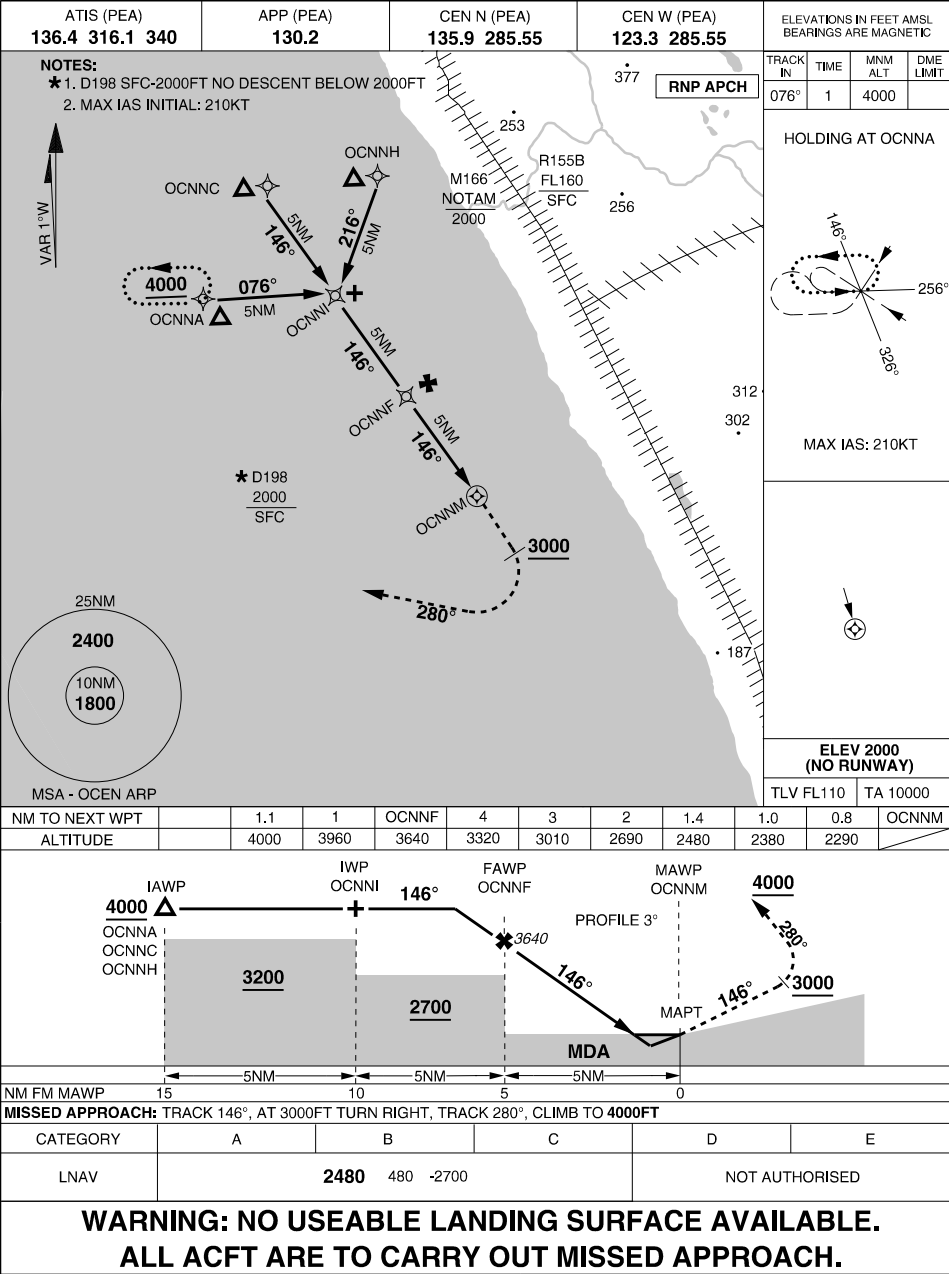 ATIS (PEA)
136.4 316.1 340
APP (PEA)
130.2
CEN N (PEA)
135.9 285.55
CEN W (PEA)
123.3 285.55
ELEVATIONS IN FEET AMSL
BEARINGS ARE MAGNETIC
NOTES:
1. D198 SFC-2000FT NO DESCENT BELOW 2000FT
2. MAX IAS INITIAL: 210KT
RNP APCH
TRACK IN
TIME
MNM ALT
DME LIMIT
076°
1
4000
HOLDING AT OCNNA
146°
256°
326°
MAX IAS: 210KT
VAR 1°W
377
253
M166
NOTAM
2000
R155B
FL160
SFC
256
OCNNC
OCNNH
5NM
146°
216°
5NM
4000
076°
5NM
OCNNA
OCNNI
5NM
146°
OCNNF
5NM
146°
312
302
D198
2000
SFC
OCNNM
3000
280°
187
25NM
2400
10NM
1800
MSA - OCEN ARP
ELEV 2000
(NO RUNWAY)
TLV FL110
TA 10000
NM TO NEXT WPT 1.1 1 OCNNF 4 3 2 1.4 1.0 0.8 OCNNM
ALTITUDE 4000 3960 3640 3320 3010 2690 2480 2380 2290
IAWP
4000
OCNNA
OCNNC
OCNNH
IWP
OCNNI
146°
FAWP
OCNNF
3640
PROFILE 3°
MAWP
OCNNM
4000
280°
3000
146°
146°
MAPT
3200
2700
MDA
5NM 5NM 5NM
NM FM MAWP 15 10 5 0
MISSED APPROACH: TRACK 146°, AT 3000FT TURN RIGHT, TRACK 280°, CLIMB TO 4000FT
CATEGORY A B C D E
LNAV 2480 480 -2700 NOT AUTHORISED
WARNING: NO USEABLE LANDING SURFACE AVAILABLE.
ALL ACFT ARE TO CARRY OUT MISSED APPROACH.